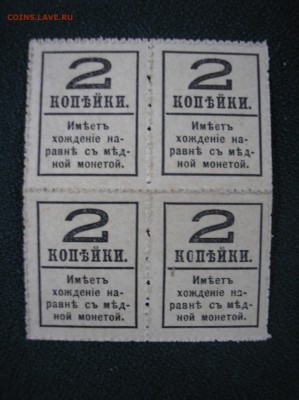 COINS.LAVE.RU
2
КОПѢЙКИ.
Имѣетъ
хожденіе на-
равнѣ съ мѣд-
ной монетой.
2
КОПѢЙКИ.
Имѣетъ
хожденіе на-
равнѣ съ мѣд-
ной монетой.
2
КОПѢЙКИ.
Имѣетъ
хожденіе на-
равнѣ съ мѣд-
ной монетой.
2
КОПѢЙКИ.
Имѣетъ
хожденіе на-
равнѣ съ мѣд-
ной монетой.